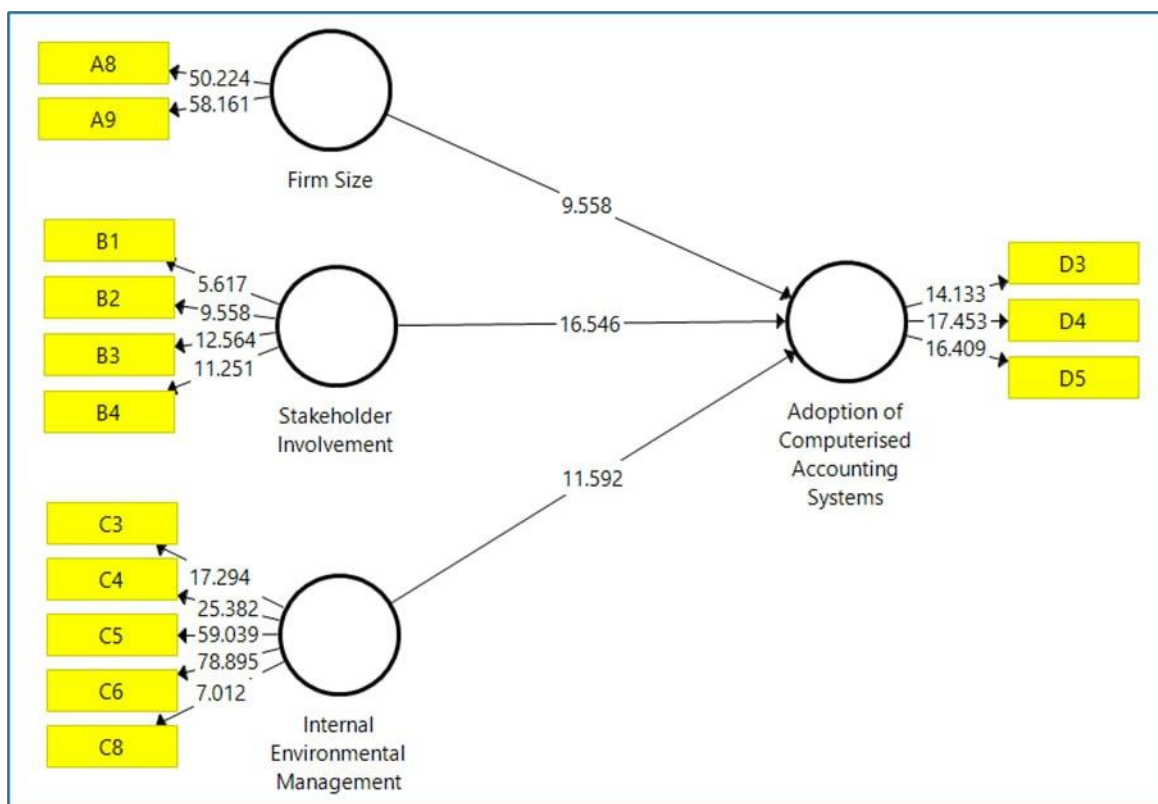 A8
50.224
A9
58.161
Firm Size
9.558
B1
5.617
B2
9.558
B3
12.564
B4
11.251
Stakeholder
Involvement
16.546
D3
14.133
D4
17.453
D5
16.409
Adoption of
Computerised
Accounting
Systems
11.592
C3
17.294
C4
25.382
C5
59.039
C6
78.895
7.012
C8
Internal
Environmental
Management